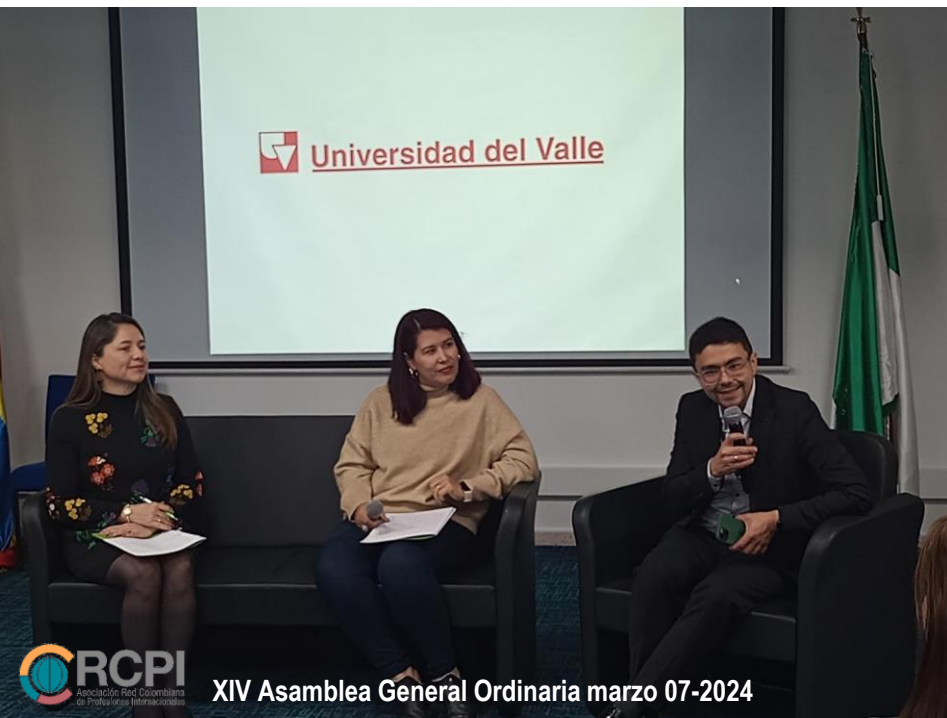 Universidad del Valle
RCPI
Asociación Red Colombiana
de Profesiones Internacionales
XIV Asamblea General Ordinaria marzo 07-2024